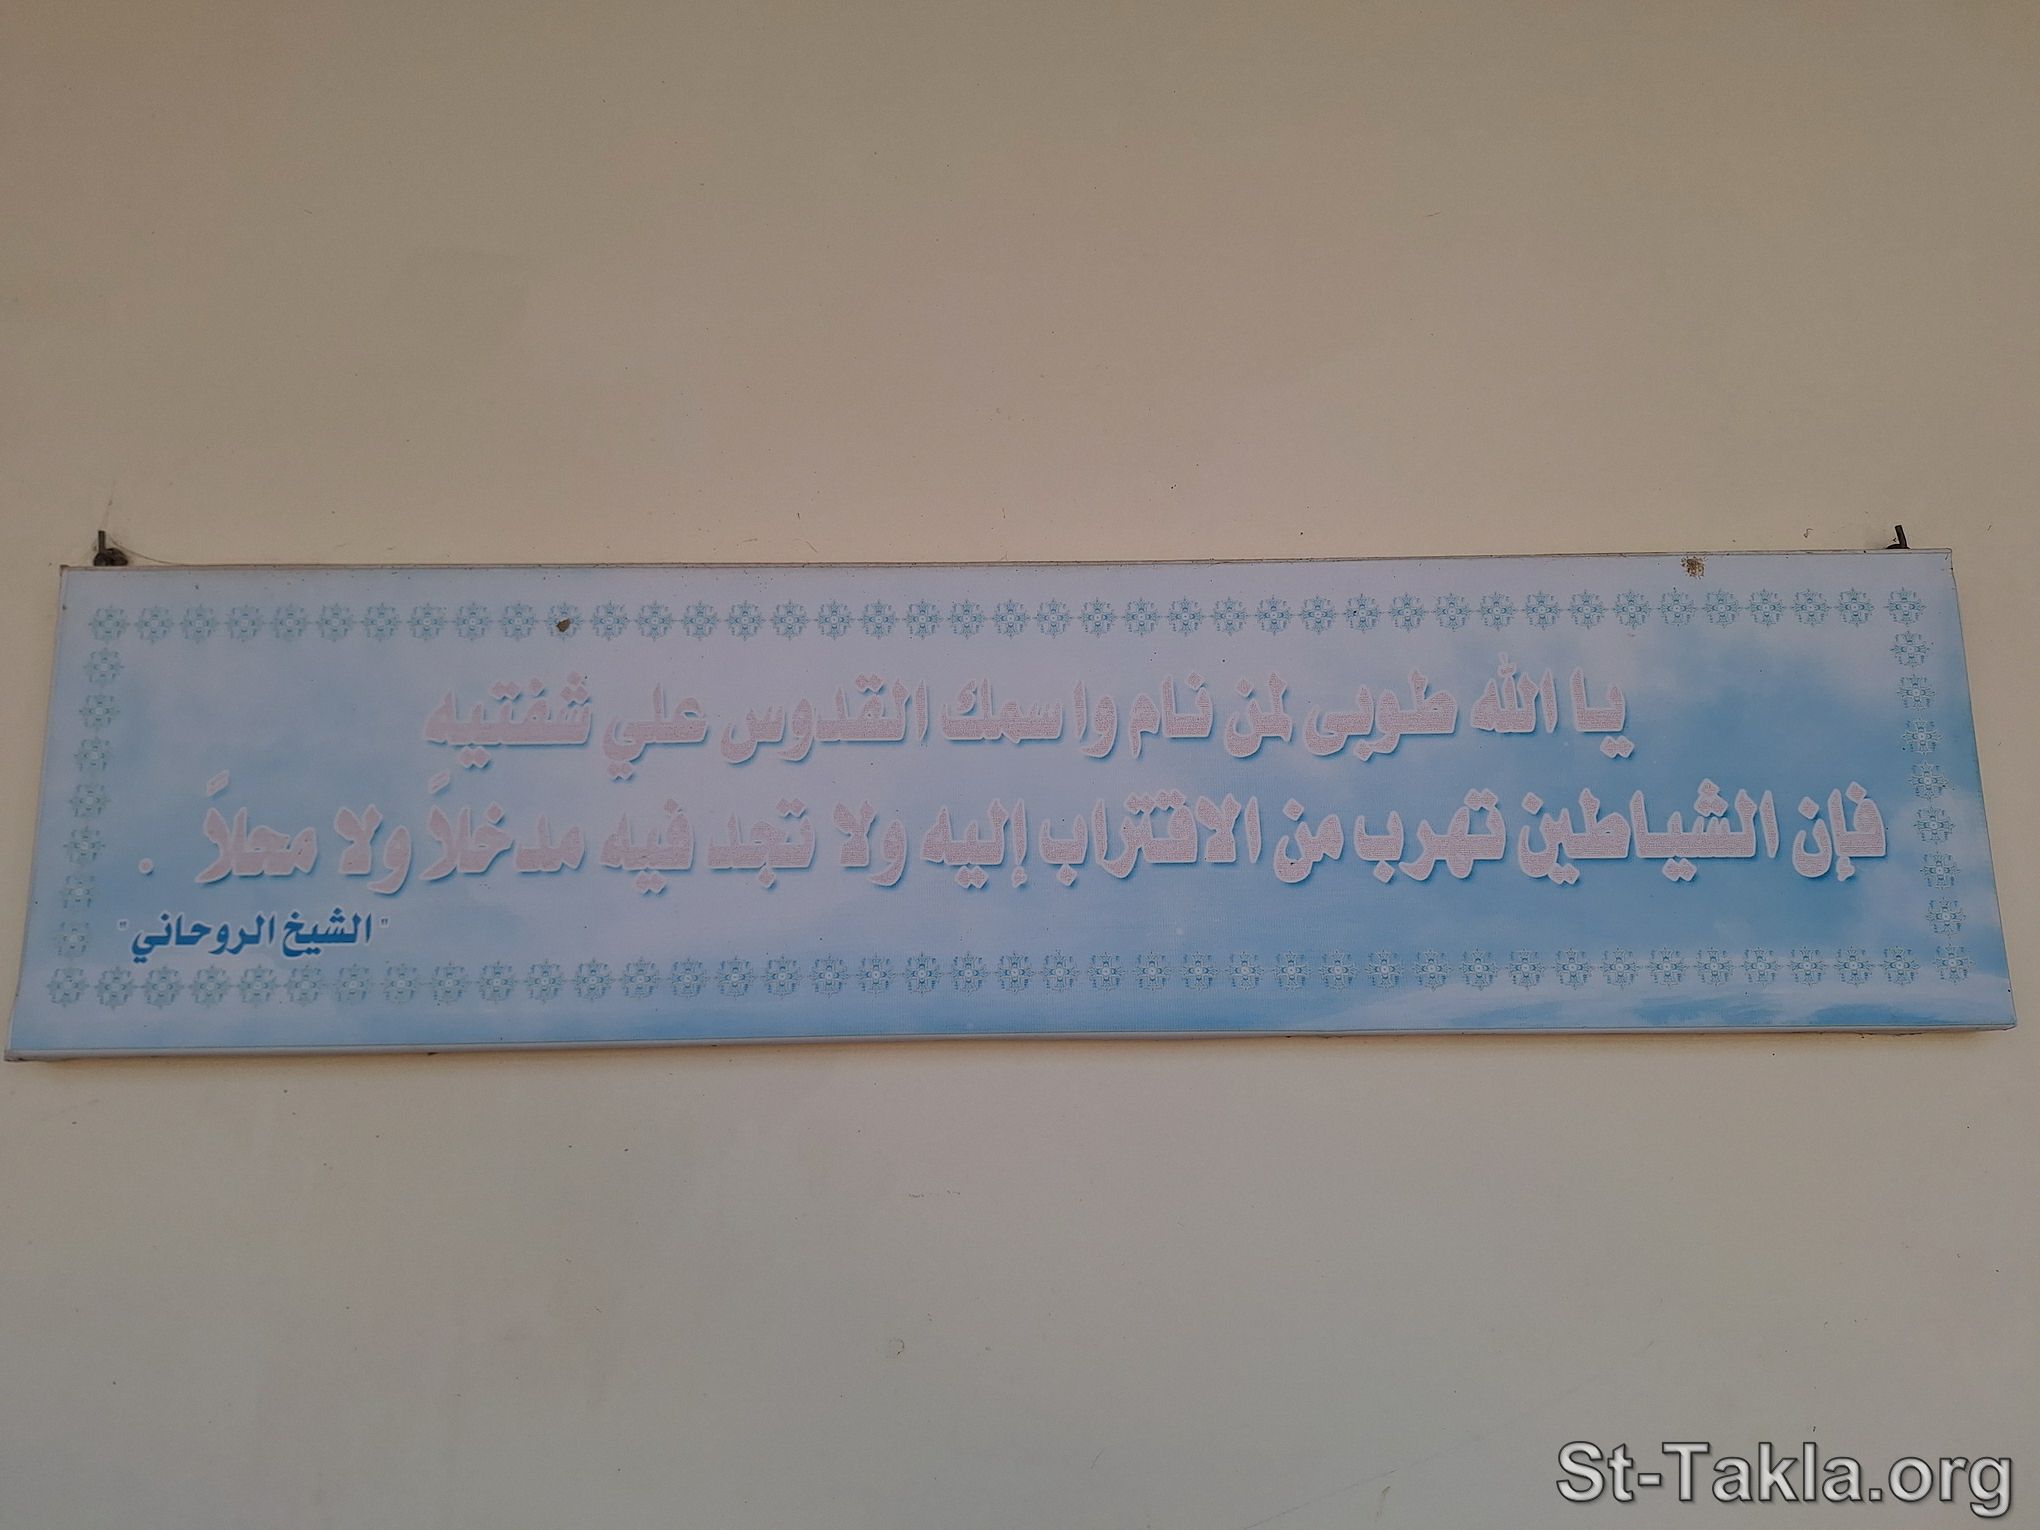 يا الله طوبى لمن نام واسمك القدوس علي شفتيه
فإن الشياطين تهرب من الاقتراب إليه ولا تجد فيه مدخلاً ولا محلاً .
"الشيخ الروحاني"
St-Takla.org